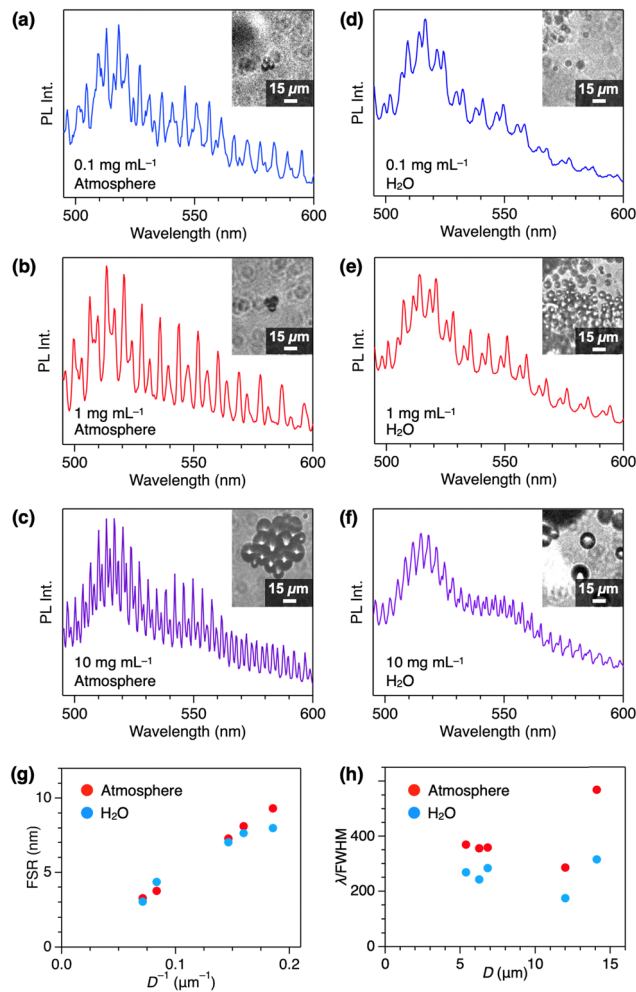 (a)
PL Int.
15 µm
0.1 mg mL–1
Atmosphere
500 550 600
Wavelength (nm)
(d)
PL Int.
15 µm
0.1 mg mL–1
H2O
500 550 600
Wavelength (nm)
(b)
PL Int.
15 µm
1 mg mL–1
Atmosphere
500 550 600
Wavelength (nm)
(e)
PL Int.
15 µm
1 mg mL–1
H2O
500 550 600
Wavelength (nm)
(c)
PL Int.
15 µm
10 mg mL–1
Atmosphere
500 550 600
Wavelength (nm)
(f)
PL Int.
15 µm
10 mg mL–1
H2O
500 550 600
Wavelength (nm)
(g)
Atmosphere
H2O
FSR (nm)
10
5
0
0.0 0.1 0.2
D–1 (µm–1)
(h)
Atmosphere
H2O
λ/FWHM
400
200
0
0 5 10 15
D (µm)